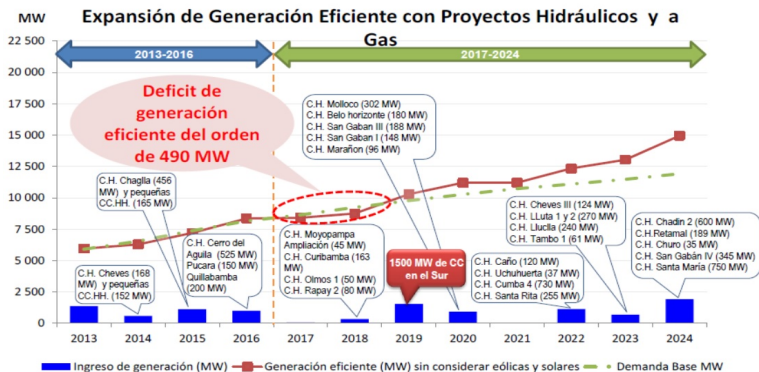 MW
Expansión de Generación Eficiente con Proyectos Hidráulicos y a
Gas
22 500
20 000
17 500
15 000
12 500
10 000
7 500
5 000
2 500
0
2013-2016
2017-2024
Deficit de
generación
eficiente del orden
de 490 MW
C.H. Molloco (302 MW)
C.H. Belo horizonte (180 MW)
C.H. San Gaban III (188 MW)
C.H. San Gaban I (148 MW)
C.H. Marañon (96 MW)
C.H. Chaglla (456
MW) y pequeñas
CC.HH. (165 MW)
C.H. Cheves (168
MW) y pequeñas
CC.HH. (152 MW)
C.H. Cerro del
Aguila (525 MW)
Pucara (150 MW)
Quillabamba
(200 MW)
C.H. Moyopampa
Ampliación (45 MW)
C.H. Curibamba (163
MW)
C.H. Olmos 1 (50 MW)
C.H. Rapay 2 (80 MW)
1500 MW de CC
en el Sur
C.H. Caño (120 MW)
C.H. Uchuhuerta (37 MW)
C.H. Cumba 4 (730 MW)
C.H. Santa Rita (255 MW)
C.H. Cheves III (124 MW)
C.H. LLuta 1 y 2 (270 MW)
C.H. Lluclla (240 MW)
C.H. Tambo 1 (61 MW)
C.H. Chadin 2 (600 MW)
C.H.Retamal (189 MW)
C.H. Churo (35 MW)
C.H. San Gabán IV (345 MW)
C.H. Santa María (750 MW)
2013 2014 2015 2016 2017 2018 2019 2020 2021 2022 2023 2024
Ingreso de generación (MW) Generación eficiente (MW) sin considerar eólicas y solares Demanda Base MW